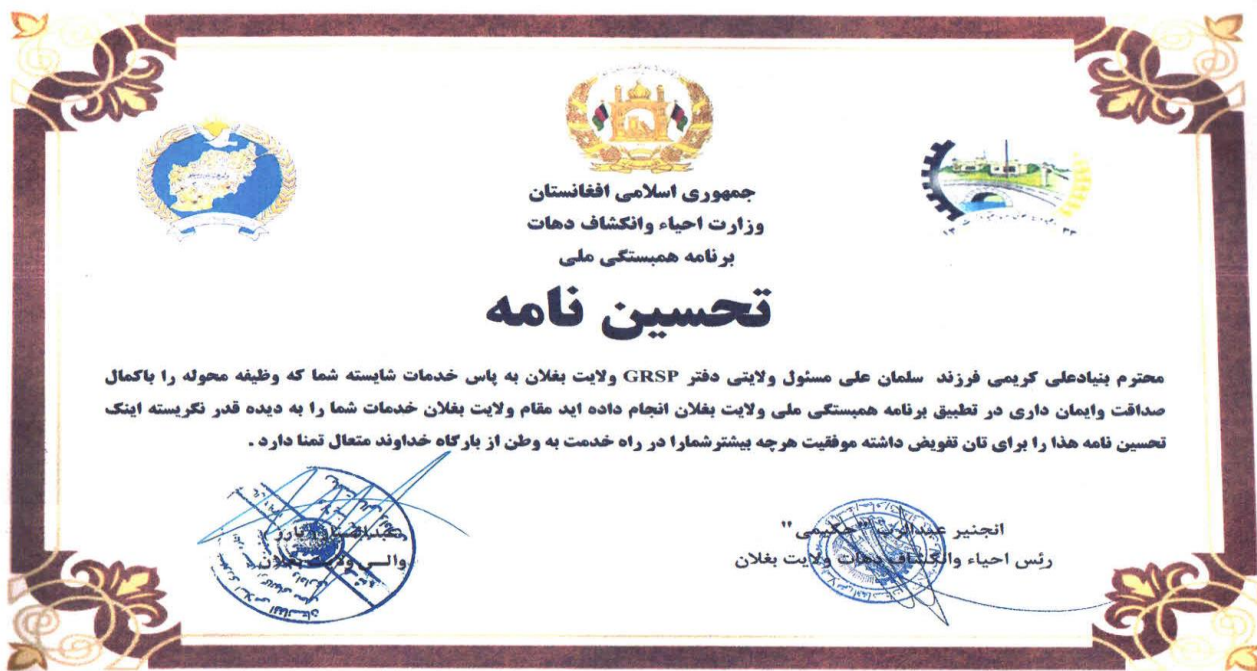 جمهوری اسلامی افغانستان
وزارت احیاء وانکشاف دهات
برنامه همبستگی ملی
تحسین نامه
محترم بنیادعلی کریمی فرزند سلمان علی مسئول ولایتی دفتر GRSP ولایت بغلان به پاس خدمات شایسته شما که وظیفه محوله را باکمال
صداقت وایمان داری در تطبیق برنامه همبستگی ملی ولایت بغلان انجام داده اید مقام ولایت بغلان خدمات شما را به دیده قدر نگریسته اینک
تحسین نامه هذا را برای تان تفویض داشته موفقیت هرچه بیشترشمارا در راه خدمت به وطن از بارگاه خداوند متعال تمنا دارد .
انجنیر "حکیمی"
رئس احیاء وانکشاف دهات ولایت بغلان
بارز
والی ولایت بغلان